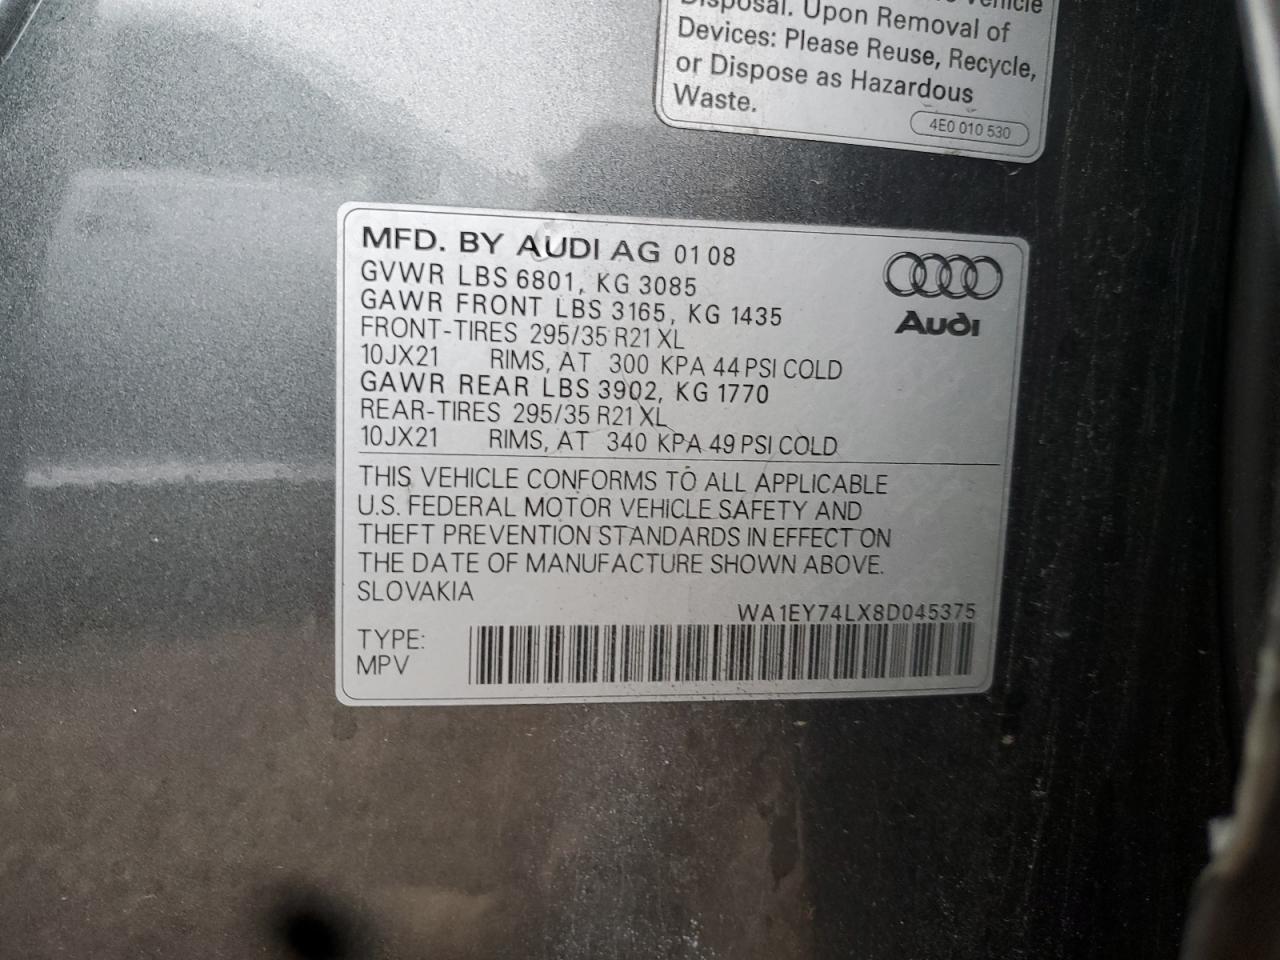 Vehicle
Disposal. Upon Removal of
Devices: Please Reuse, Recycle,
or Dispose as Hazardous
Waste.
4E0 010 530
MFD. BY AUDI AG 01 08
GVWR LBS 6801, KG 3085
GAWR FRONT LBS 3165, KG 1435
FRONT-TIRES 295/35 R21 XL
10JX21 RIMS, AT 300 KPA 44 PSI COLD
GAWR REAR LBS 3902, KG 1770
REAR-TIRES 295/35 R21 XL
10JX21 RIMS, AT 340 KPA 49 PSI COLD
Audi
THIS VEHICLE CONFORMS TO ALL APPLICABLE
U.S. FEDERAL MOTOR VEHICLE SAFETY AND
THEFT PREVENTION STANDARDS IN EFFECT ON
THE DATE OF MANUFACTURE SHOWN ABOVE.
SLOVAKIA
WA1EY74LX8D045375
TYPE:
MPV